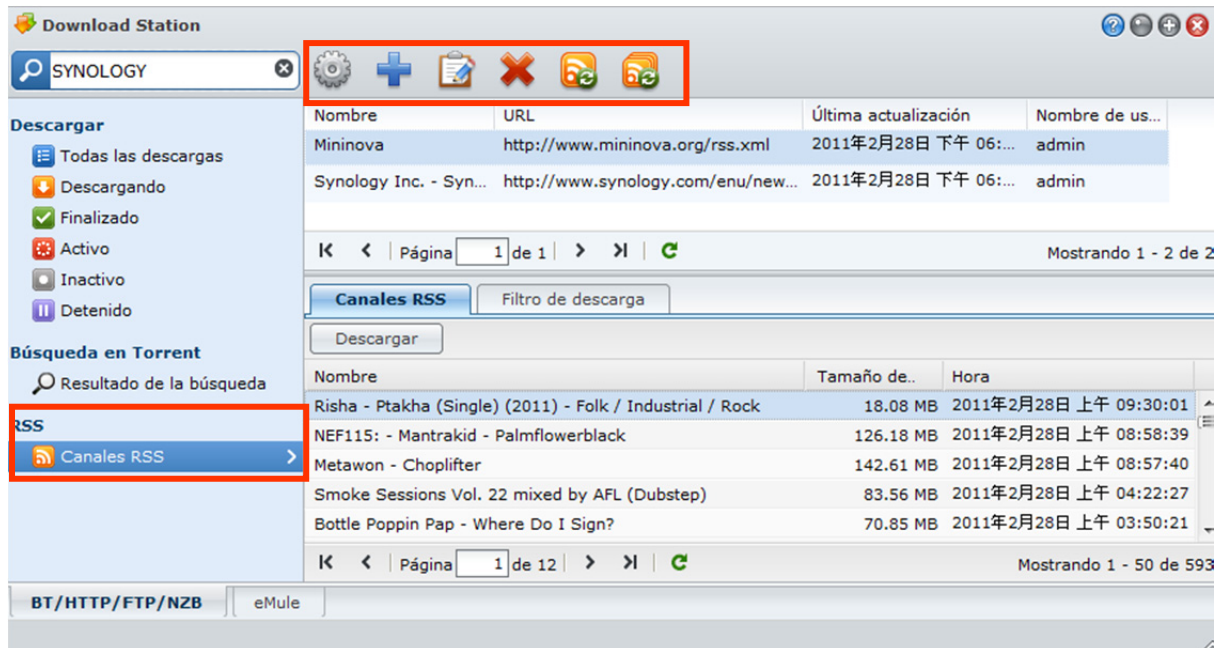 Download Station
SYNOLOGY
Descargar
Todas las descargas
Descargando
Finalizado
Activo
Inactivo
Detenido
Búsqueda en Torrent
Resultado de la búsqueda
RSS
Canales RSS
Nombre URL Última actualización Nombre de us...
Mininova http://www.mininova.org/rss.xml 2011年2月28日 下午 06:... admin
Synology Inc. - Syn... http://www.synology.com/enu/new... 2011年2月28日 下午 06:... admin
Página 1 de 1 Mostrando 1 - 2 de 2
Canales RSS Filtro de descarga
Descargar
Nombre Tamaño de.. Hora
Risha - Ptakha (Single) (2011) - Folk / Industrial / Rock 18.08 MB 2011年2月28日 上午 09:30:01
NEF115: - Mantrakid - Palmflowerblack 126.18 MB 2011年2月28日 上午 08:58:39
Metawon - Choplifter 142.61 MB 2011年2月28日 上午 08:57:40
Smoke Sessions Vol. 22 mixed by AFL (Dubstep) 83.56 MB 2011年2月28日 上午 04:22:27
Bottle Poppin Pap - Where Do I Sign? 70.85 MB 2011年2月28日 上午 03:50:21
Página 1 de 12 Mostrando 1 - 50 de 593
BT/HTTP/FTP/NZB eMule